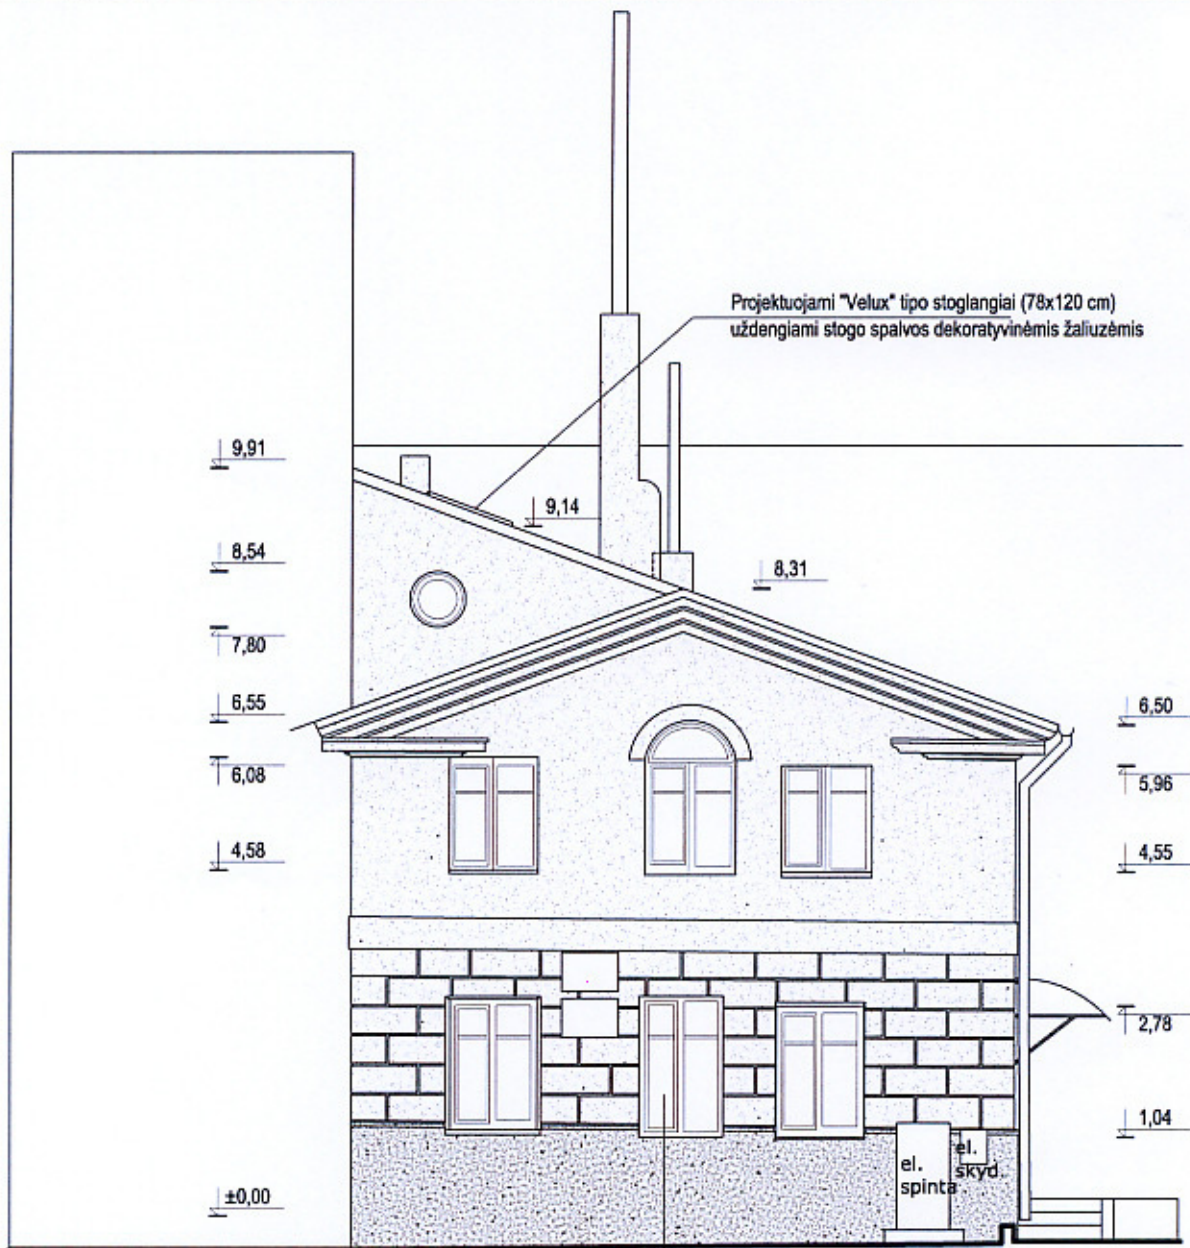 Projektuojami "Velux" tipo stoglangiai (78x120 cm)
uždengiami stogo spalvos dekoratyvinėmis žaliuzėmis
9,91
9,14
8,54
8,31
7,80
6,55
6,50
6,08
5,96
4,58
4,55
2,78
1,04
el.
spinta
el.
skyd.
±0,00